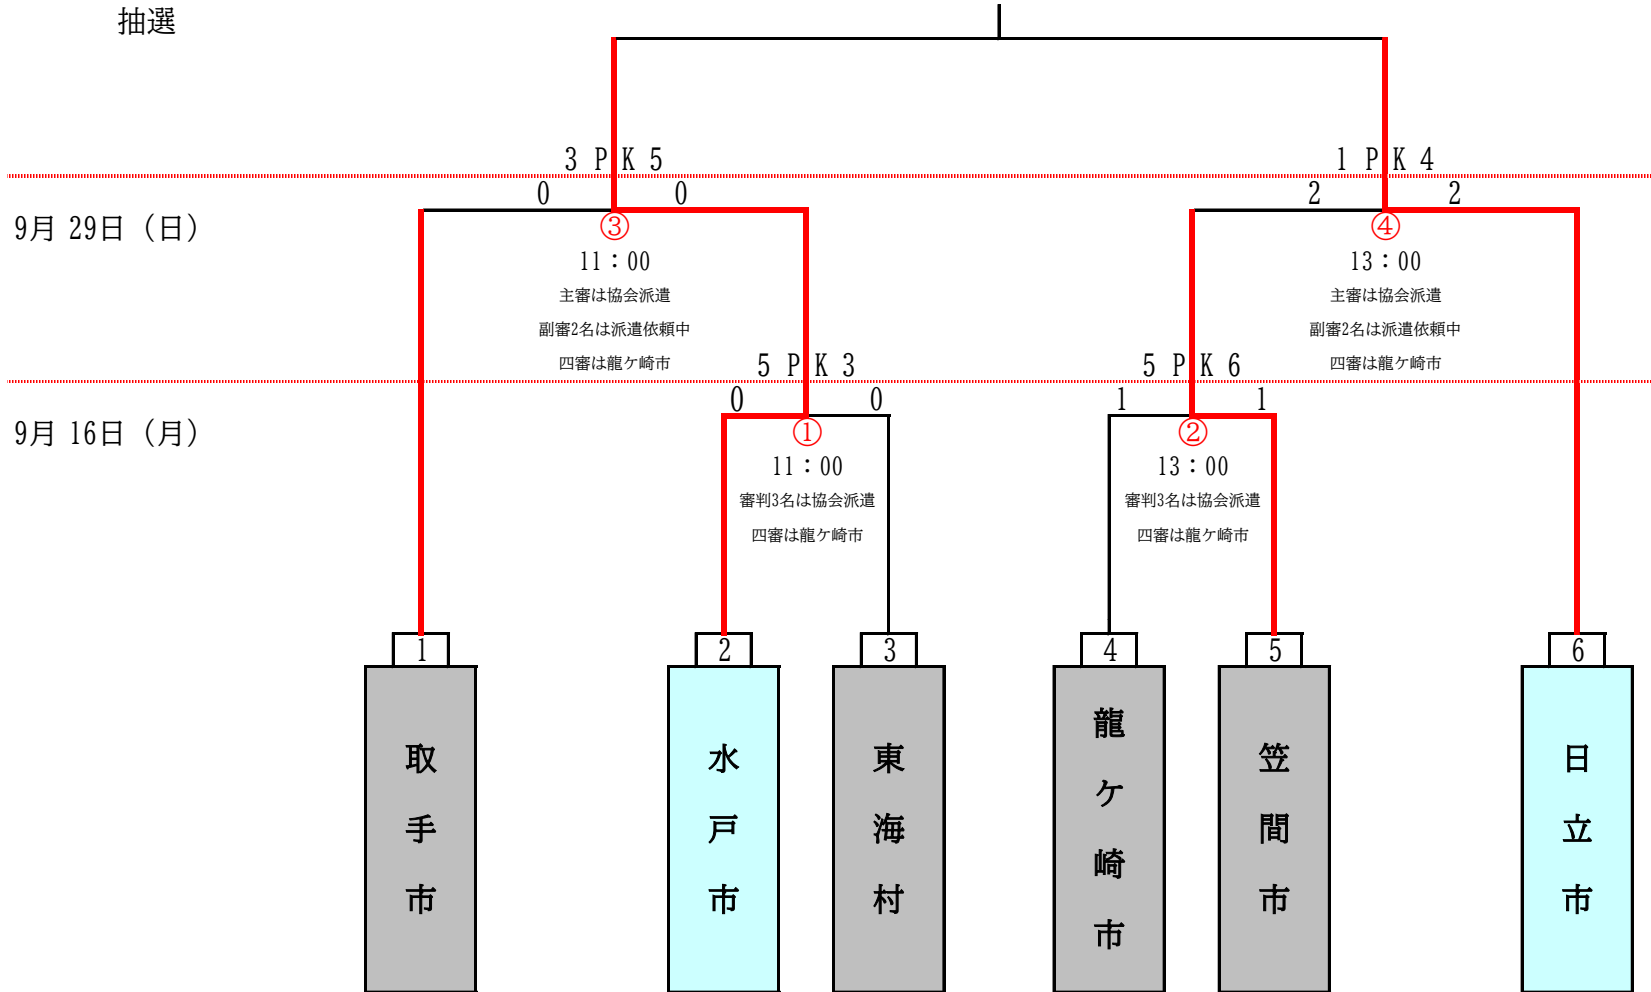 抽選
3 PK 5
1 PK 4
0 0
2 2
9月 29日（日）
③
④
11：00
13：00
主審は協会派遣
主審は協会派遣
副審2名は派遣依頼中
副審2名は派遣依頼中
四審は龍ケ崎市
四審は龍ケ崎市
5 PK 3
5 PK 6
0 0
1 1
9月 16日（月）
①
②
11：00
13：00
審判3名は協会派遣
審判3名は協会派遣
四審は龍ケ崎市
四審は龍ケ崎市
1
2
3
4
5
6
取手市
水戸市
東海村
龍ケ崎市
笠間市
日立市